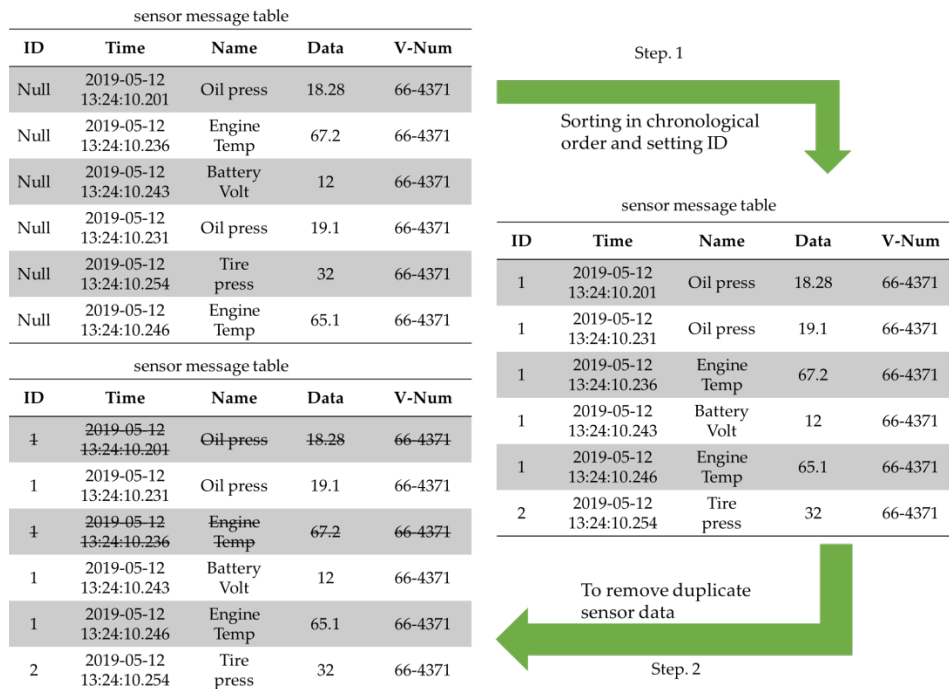 sensor message table
ID Time Name Data V-Num
Null 2019-05-12 13:24:10.201 Oil press 18.28 66-4371
Null 2019-05-12 13:24:10.236 Engine Temp 67.2 66-4371
Null 2019-05-12 13:24:10.243 Battery Volt 12 66-4371
Null 2019-05-12 13:24:10.231 Oil press 19.1 66-4371
Null 2019-05-12 13:24:10.254 Tire press 32 66-4371
Null 2019-05-12 13:24:10.246 Engine Temp 65.1 66-4371
Step. 1
Sorting in chronological
order and setting ID
sensor message table
ID Time Name Data V-Num
1 2019-05-12 13:24:10.201 Oil press 18.28 66-4371
1 2019-05-12 13:24:10.231 Oil press 19.1 66-4371
1 2019-05-12 13:24:10.236 Engine Temp 67.2 66-4371
1 2019-05-12 13:24:10.243 Battery Volt 12 66-4371
1 2019-05-12 13:24:10.246 Engine Temp 65.1 66-4371
2 2019-05-12 13:24:10.254 Tire press 32 66-4371
To remove duplicate
sensor data
Step. 2
sensor message table
ID Time Name Data V-Num
1 2019-05-12 13:24:10.201 Oil press 18.28 66-4371
1 2019-05-12 13:24:10.231 Oil press 19.1 66-4371
1 2019-05-12 13:24:10.236 Engine Temp 67.2 66-4371
1 2019-05-12 13:24:10.243 Battery Volt 12 66-4371
1 2019-05-12 13:24:10.246 Engine Temp 65.1 66-4371
2 2019-05-12 13:24:10.254 Tire press 32 66-4371